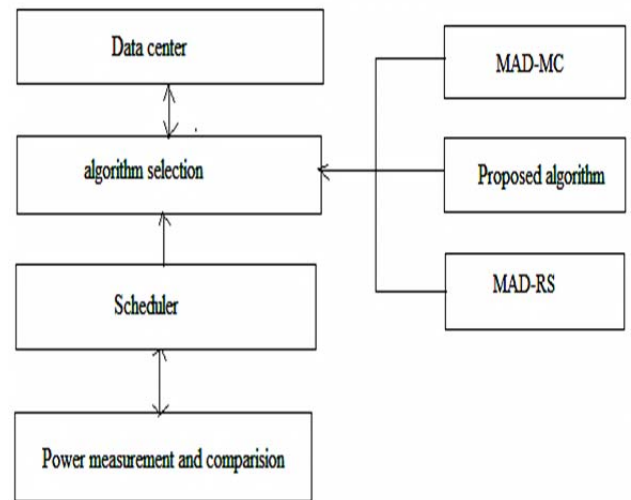 Data center
algorithm selection
Scheduler
Power measurement and comparision
MAD-MC
Proposed algorithm
MAD-RS